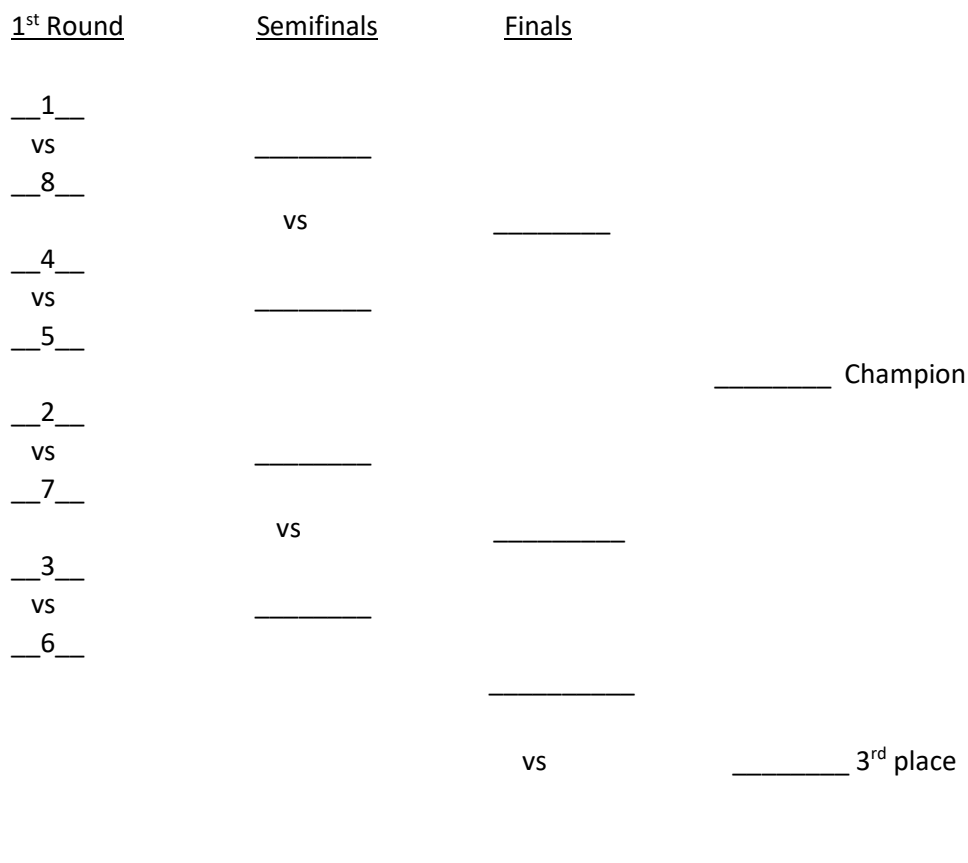 1st Round Semifinals Finals
__1__
vs ________
__8__
vs ________
__4__
vs ________
__5__
________ Champion
__2__
vs ________
__7__
vs _________
__3__
vs ________
__6__
__________
vs ________ 3rd place